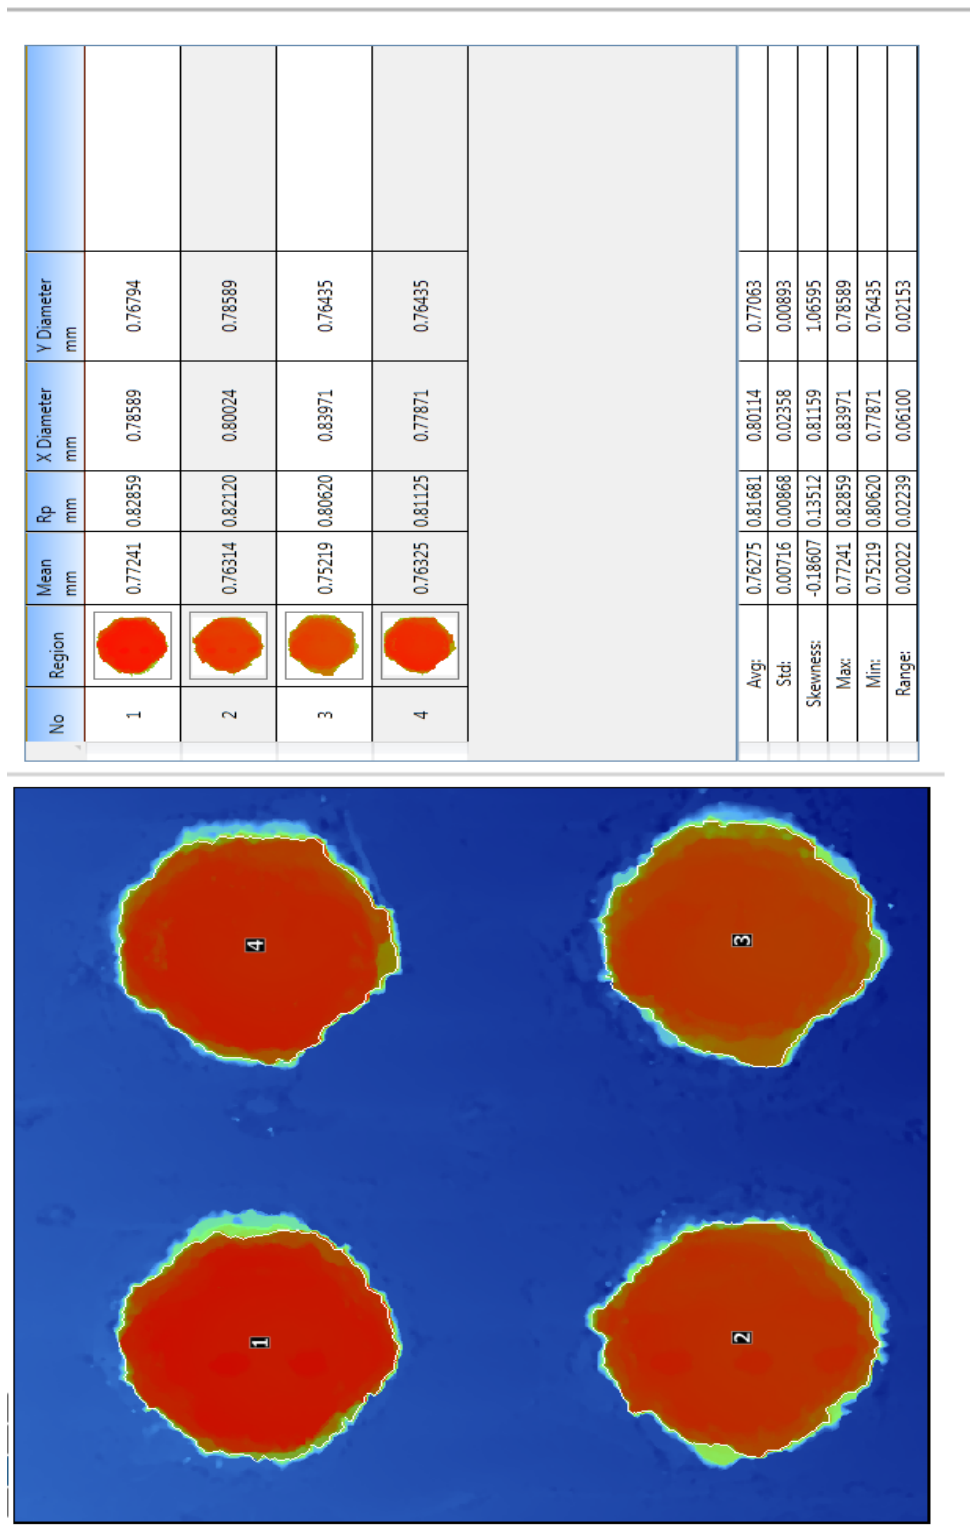 No Region Mean mm Rp mm X Diameter mm Y Diameter mm
1 0.77241 0.82859 0.78589 0.76794
2 0.76314 0.82120 0.80024 0.78589
3 0.75219 0.80620 0.83971 0.76435
4 0.76325 0.81125 0.77871 0.76435
Avg: 0.76275 0.81681 0.80114 0.77063
Std: 0.00716 0.00868 0.02358 0.00893
Skewness: -0.18607 0.13512 0.81159 1.06595
Max: 0.77241 0.82859 0.83971 0.78589
Min: 0.75219 0.80620 0.77871 0.76435
Range: 0.02022 0.02239 0.06100 0.02153
4
3
1
2